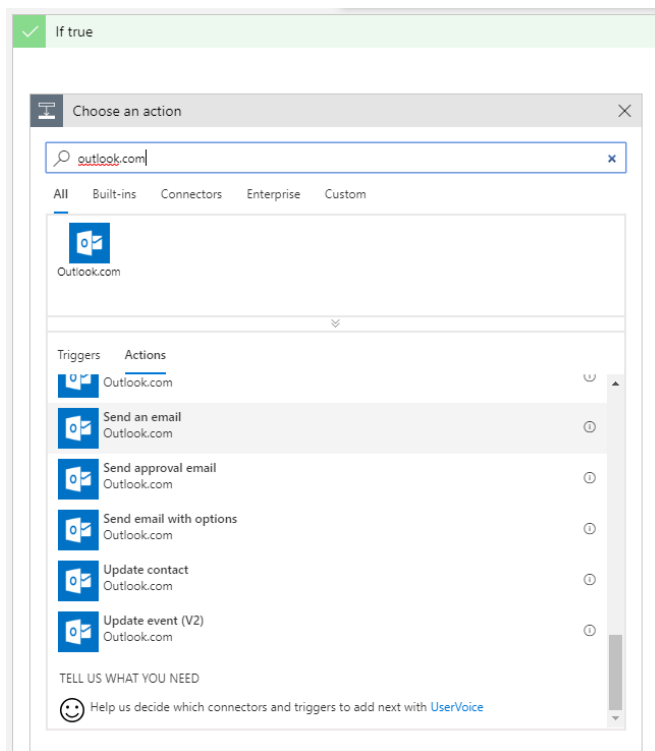 If true
Choose an action
outlook.com
All Built-ins Connectors Enterprise Custom
Outlook.com
Triggers Actions
Outlook.com
Send an email
Outlook.com
Send approval email
Outlook.com
Send email with options
Outlook.com
Update contact
Outlook.com
Update event (V2)
Outlook.com
TELL US WHAT YOU NEED
Help us decide which connectors and triggers to add next with UserVoice